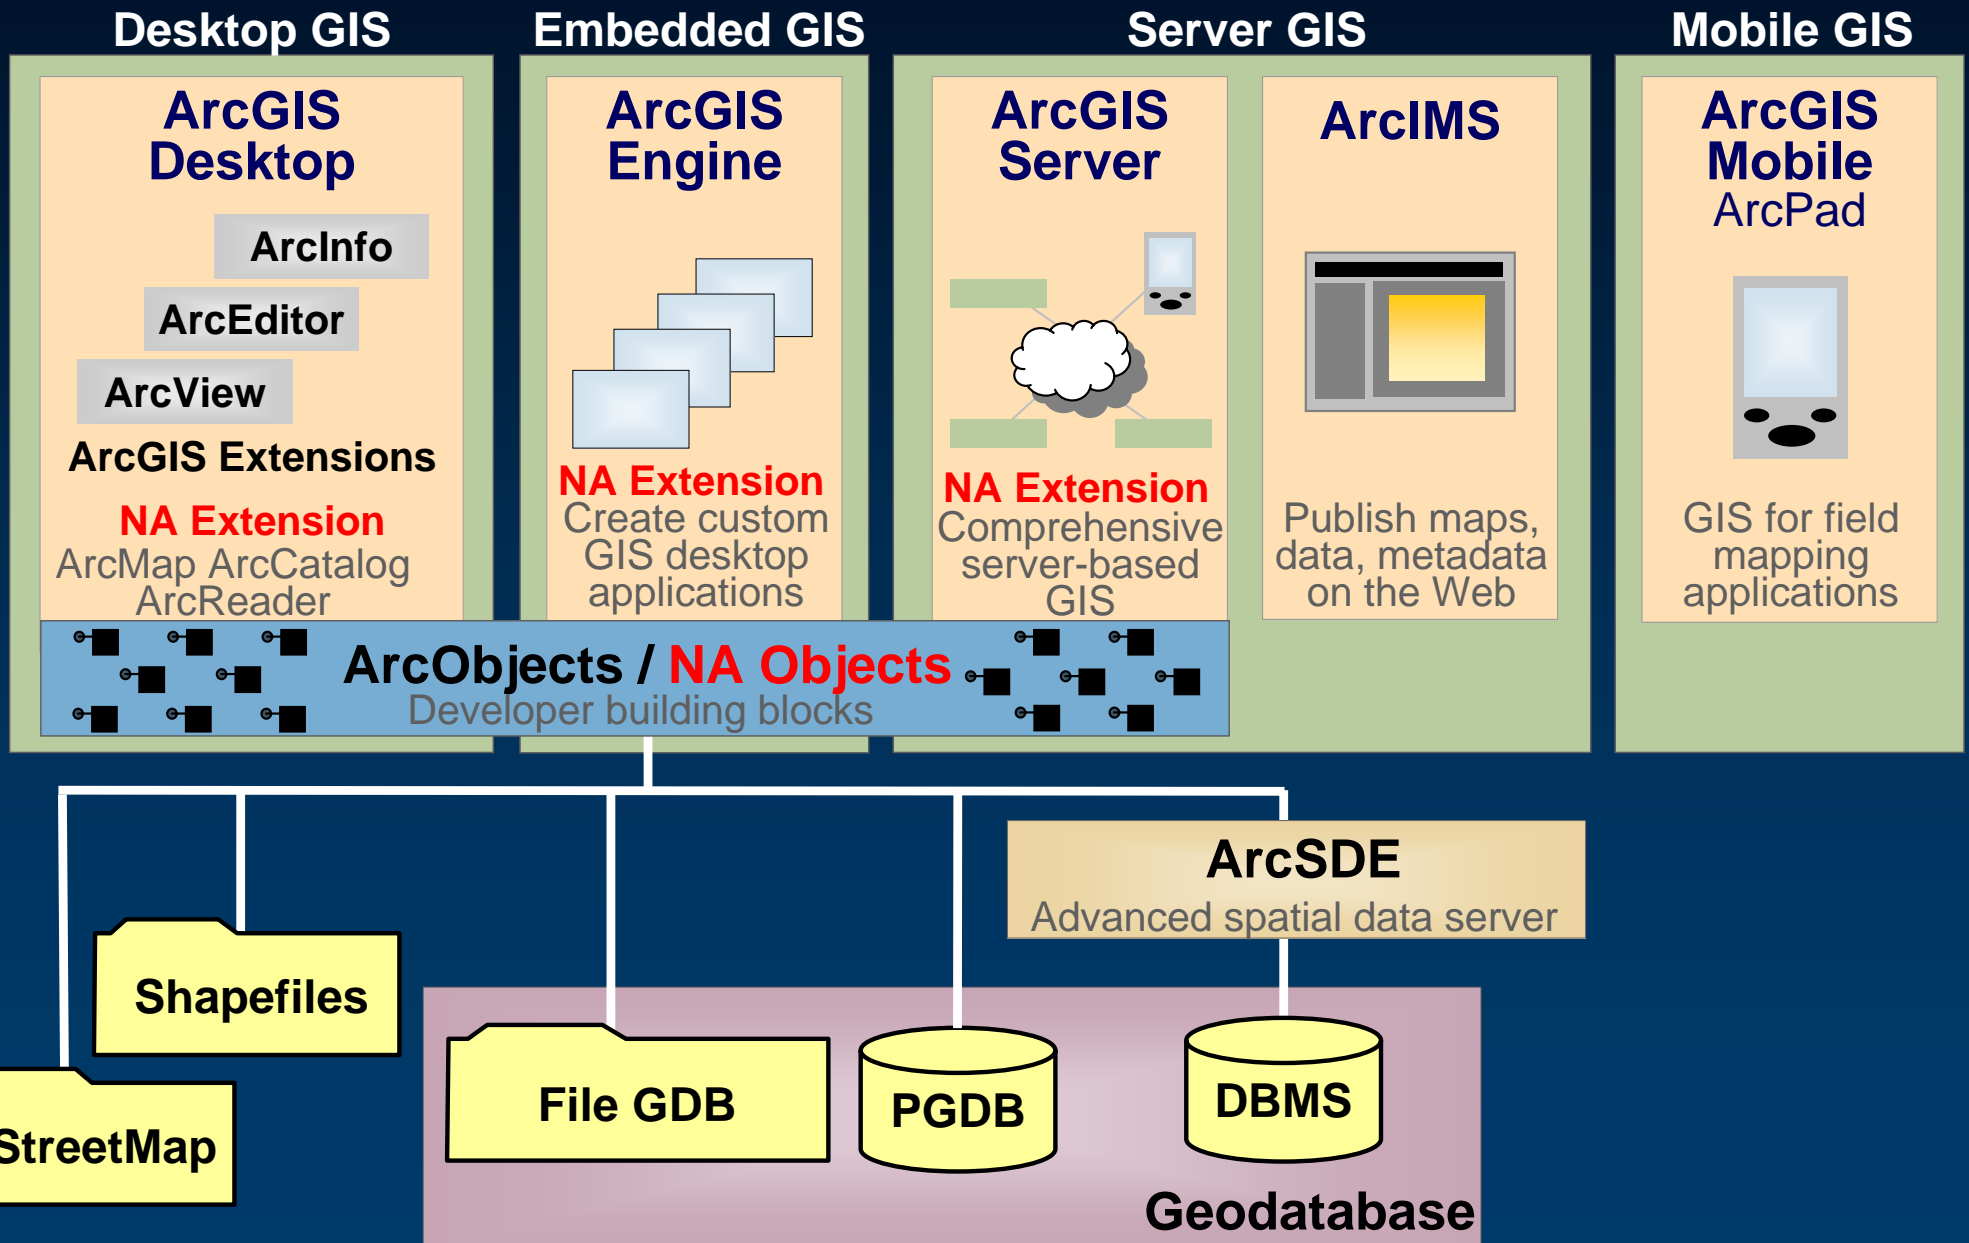 Desktop GIS
Embedded GIS
Server GIS
Mobile GIS
ArcGIS
Desktop
ArcInfo
ArcEditor
ArcView
ArcGIS Extensions
NA Extension
ArcMap ArcCatalog
ArcReader
ArcGIS
Engine
NA Extension
Create custom
GIS desktop
applications
ArcGIS
Server
NA Extension
Comprehensive
server-based
GIS
ArcIMS
Publish maps,
data, metadata
on the Web
ArcGIS
Mobile
ArcPad
GIS for field
mapping
applications
ArcObjects / NA Objects
Developer building blocks
ArcSDE
Advanced spatial data server
Shapefiles
StreetMap
File GDB
PGDB
DBMS
Geodatabase